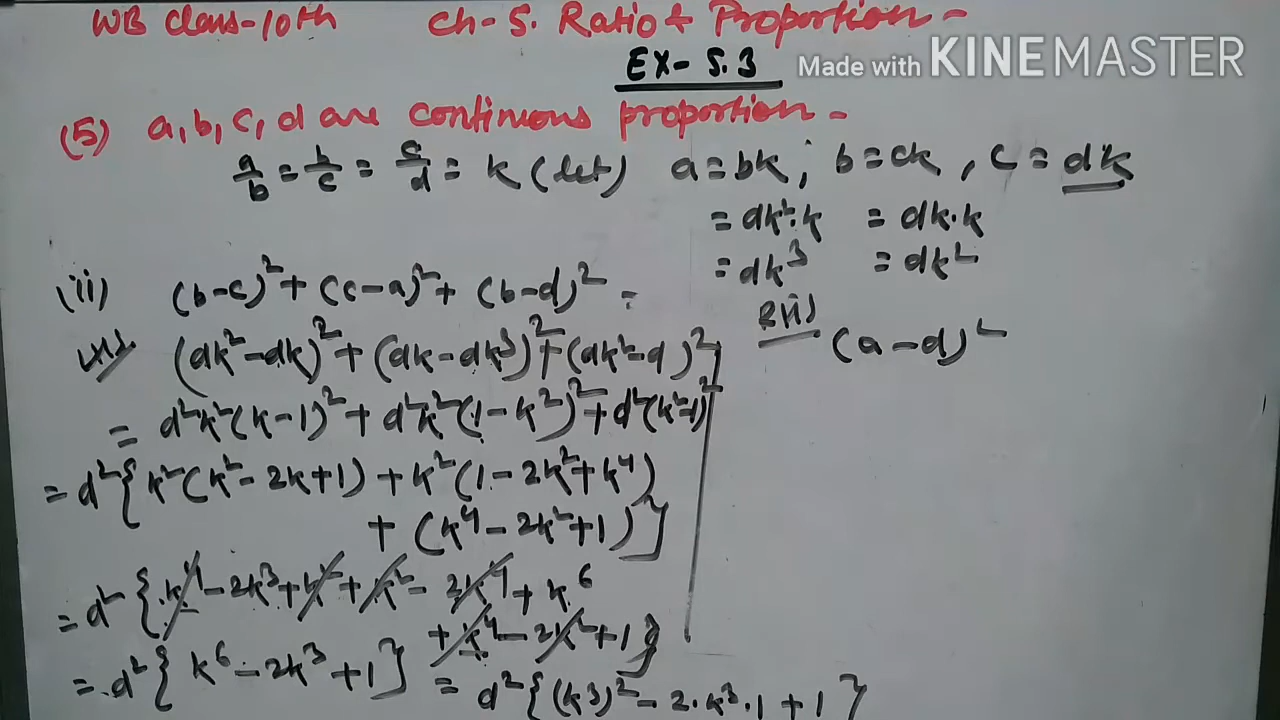 WB Class-10th Ch-5. Ratio & Proportion -
EX- 5.3
Made with KINEMASTER
(5) a, b, c, d are continuous proportion -
a/b = b/c = c/d = k (let) a = bk; b = ck, c = dk
= dk².k = dk.k
= dk³ = dk²
(ii) (b-c)² + (c-a)² + (b-d)² =
(dk²-dk)² + (dk-dk³)² + (dk²-d)²
(a-d)²
= d²k²(k-1)² + d²k²(1-k²)² + d²(k²-1)²
= d²{k²(k²-2k+1) + k²(1-2k²+k⁴)
+ (k⁴-2k²+1)}
= d²{k⁴-2k³+k²+k²-2k⁴+k⁶
+k⁴-2k²+1}
= d²{k⁶-2k³+1} = d²{(k³)²-2.k³.1+1}